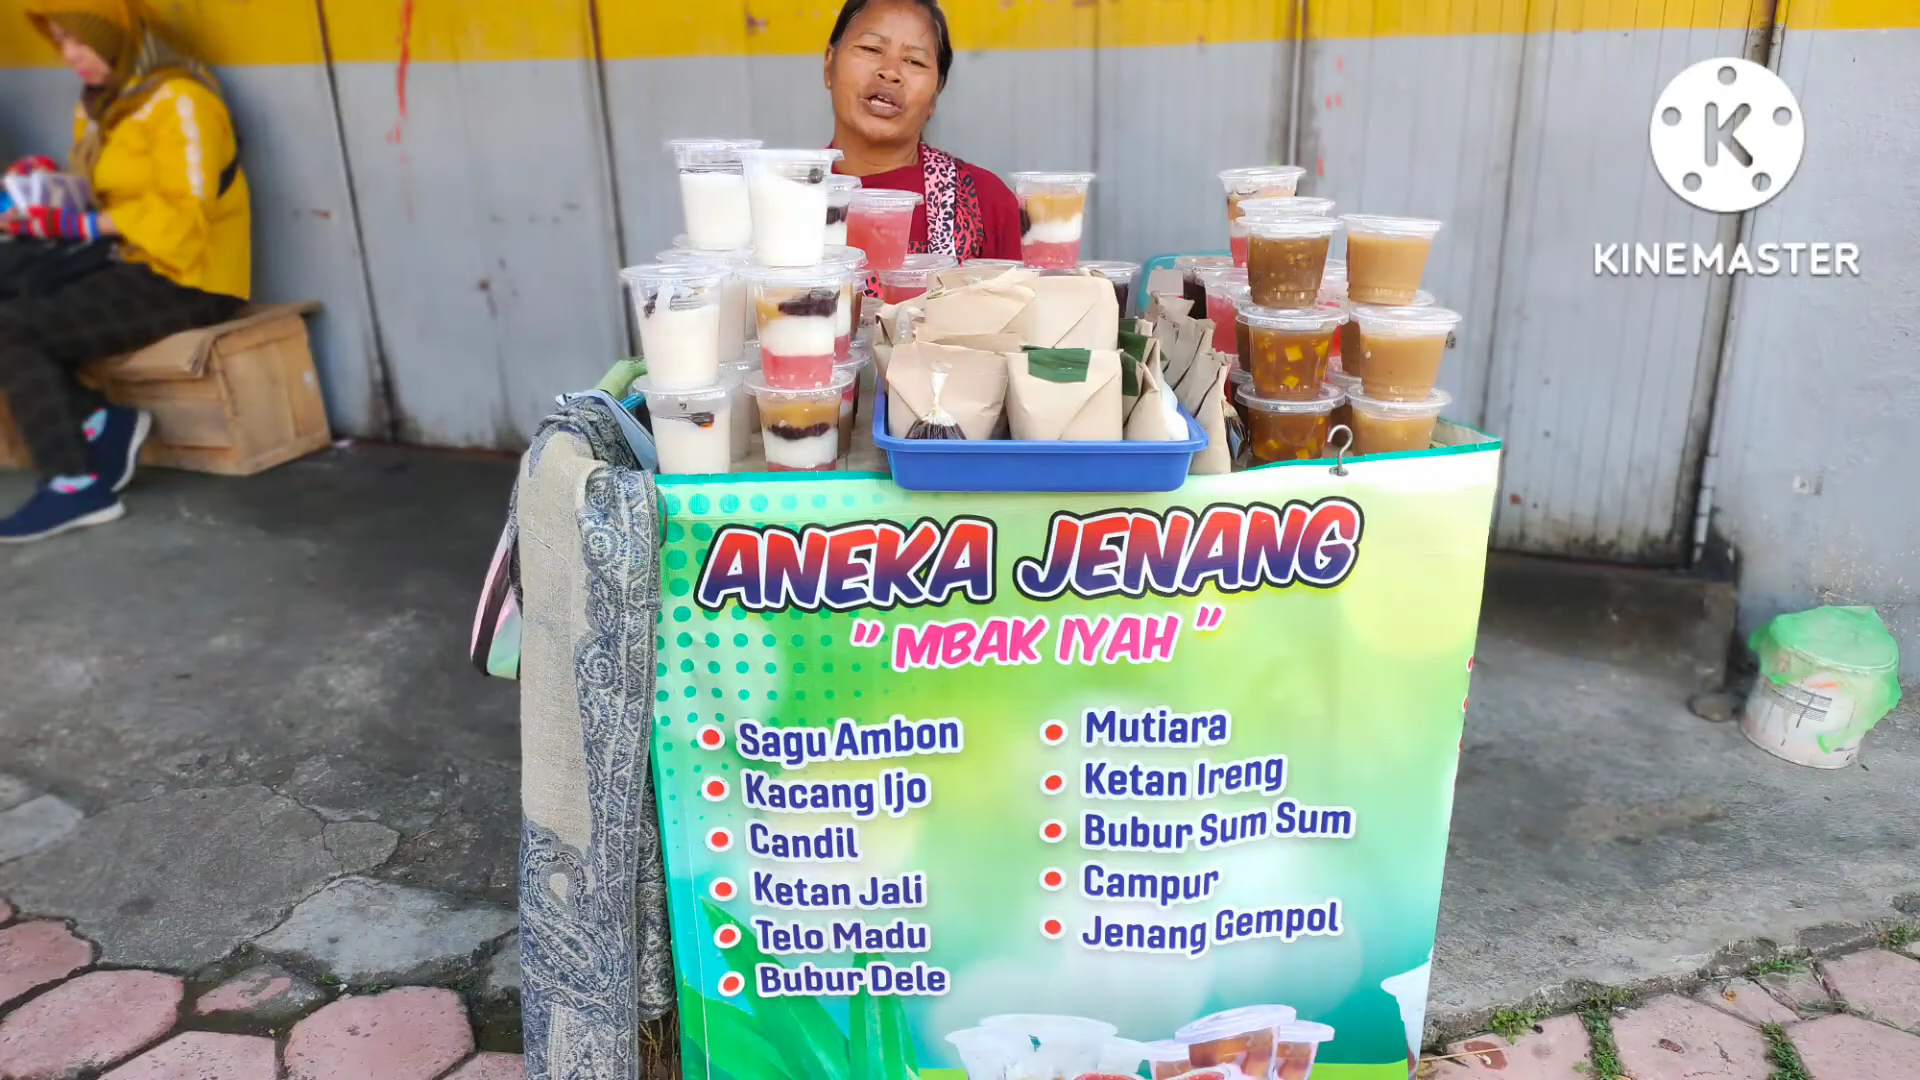 K
KINEMASTER
ANEKA JENANG
" MBAK IYAH "
Sagu Ambon
Kacang Ijo
Candil
Ketan Jali
Telo Madu
Bubur Dele
Mutiara
Ketan Ireng
Bubur Sum Sum
Campur
Jenang Gempol